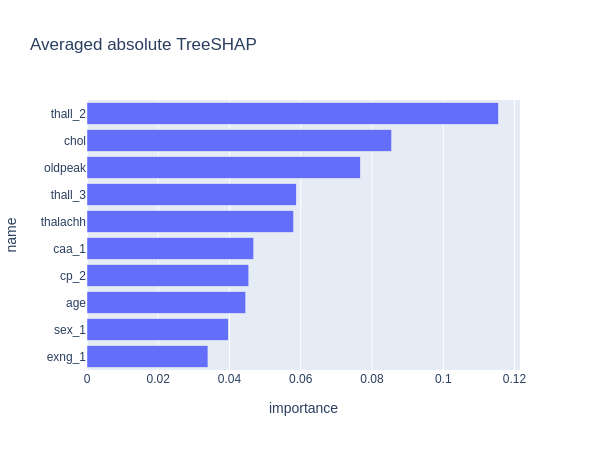 Averaged absolute TreeSHAP
thall_2
chol
oldpeak
thall_3
thalachh
caa_1
cp_2
age
sex_1
exng_1
name
0 0.02 0.04 0.06 0.08 0.1 0.12
importance